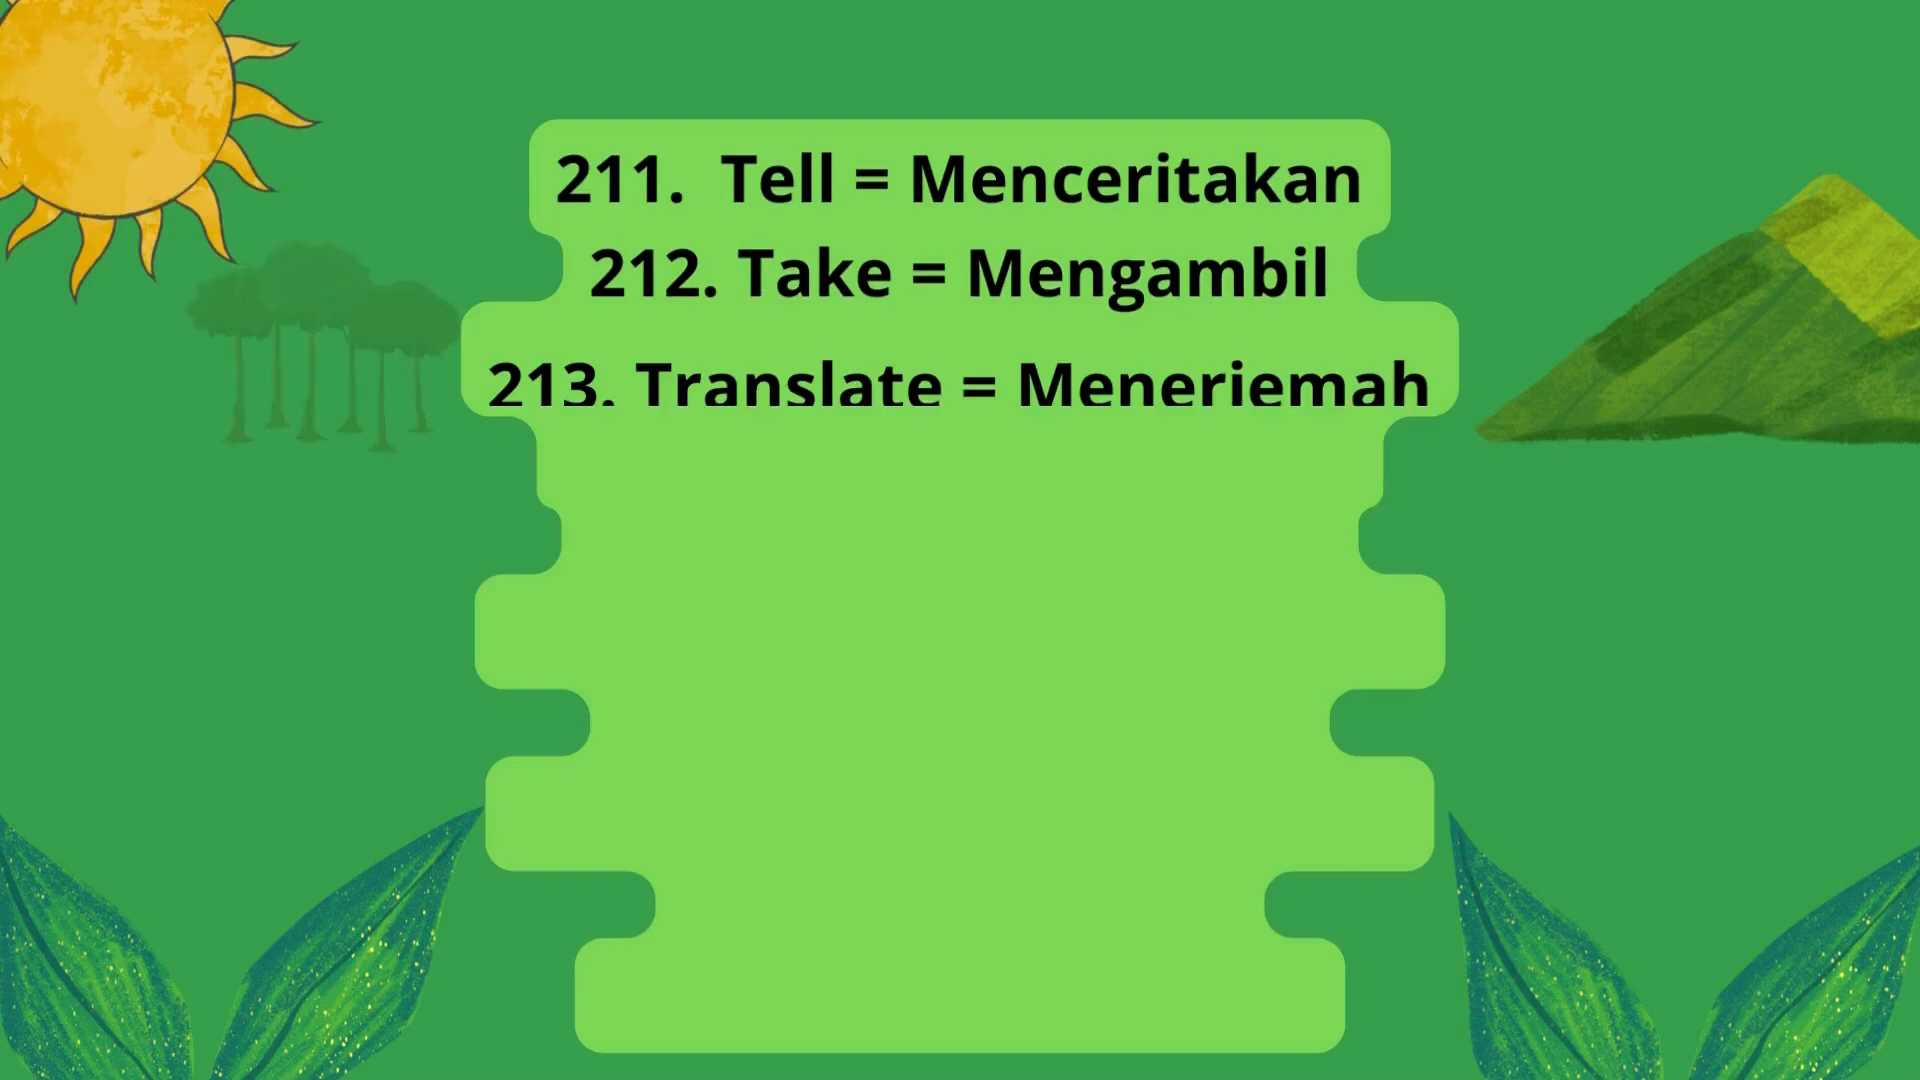 211. Tell = Menceritakan
212. Take = Mengambil
213. Translate = Menerjemah